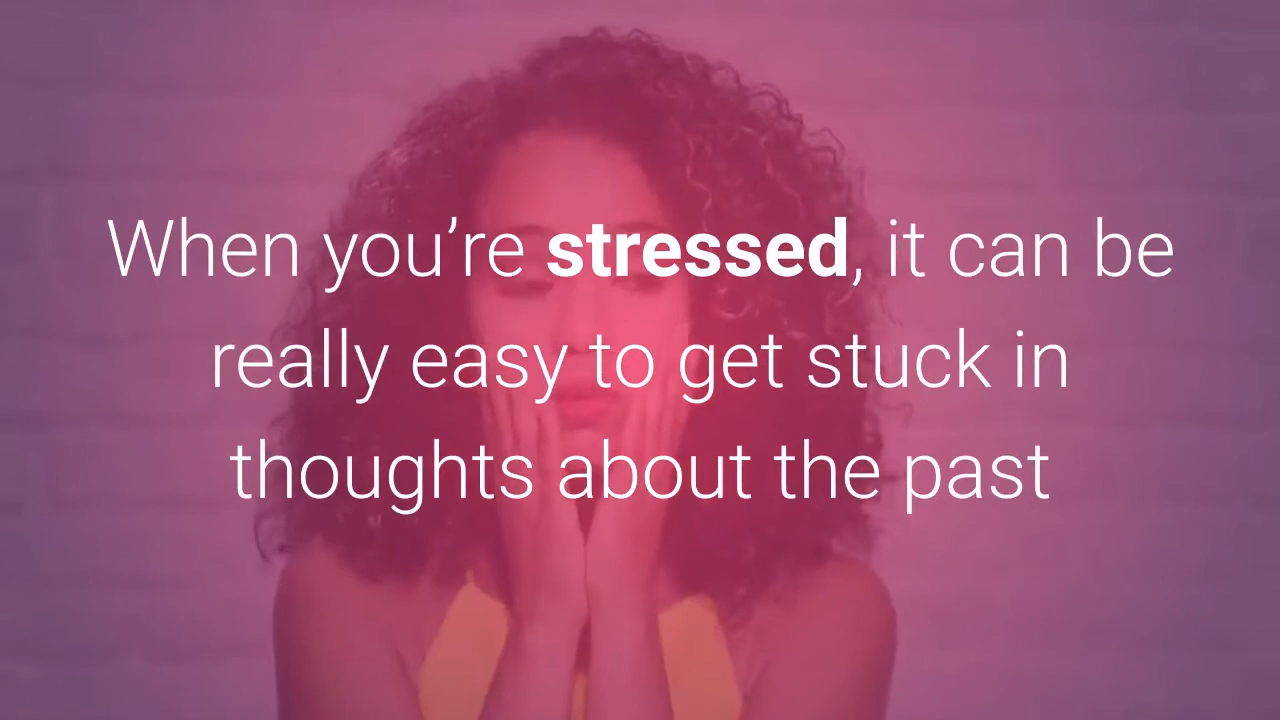 When you’re stressed, it can be
really easy to get stuck in
thoughts about the past